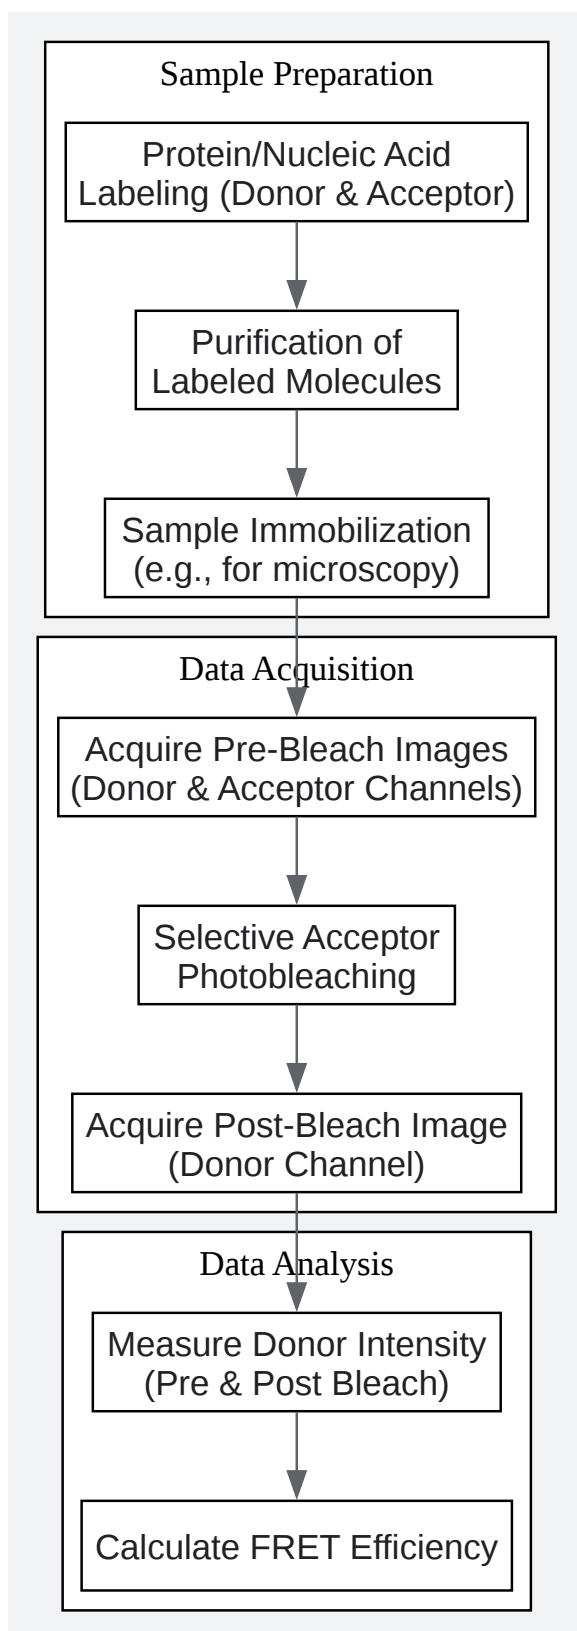 Sample Preparation
Protein/Nucleic Acid
Labeling (Donor & Acceptor)
Purification of
Labeled Molecules
Sample Immobilization
(e.g., for microscopy)
Data Acquisition
Acquire Pre-Bleach Images
(Donor & Acceptor Channels)
Selective Acceptor
Photobleaching
Acquire Post-Bleach Image
(Donor Channel)
Data Analysis
Measure Donor Intensity
(Pre & Post Bleach)
Calculate FRET Efficiency